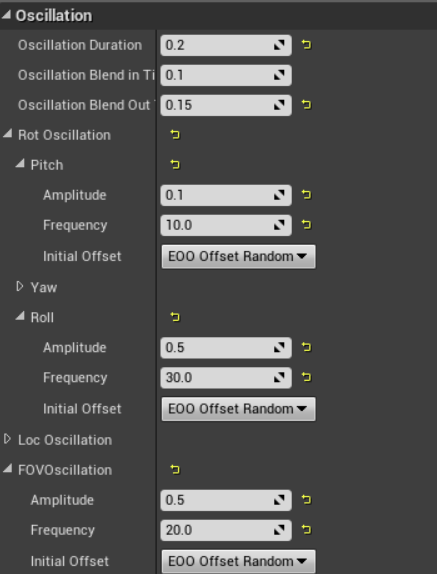 Oscillation
Oscillation Duration 0.2
Oscillation Blend in Ti 0.1
Oscillation Blend Out 0.15
Rot Oscillation
Pitch
Amplitude 0.1
Frequency 10.0
Initial Offset EOO Offset Random
Yaw
Roll
Amplitude 0.5
Frequency 30.0
Initial Offset EOO Offset Random
Loc Oscillation
FOVOscillation
Amplitude 0.5
Frequency 20.0
Initial Offset EOO Offset Random